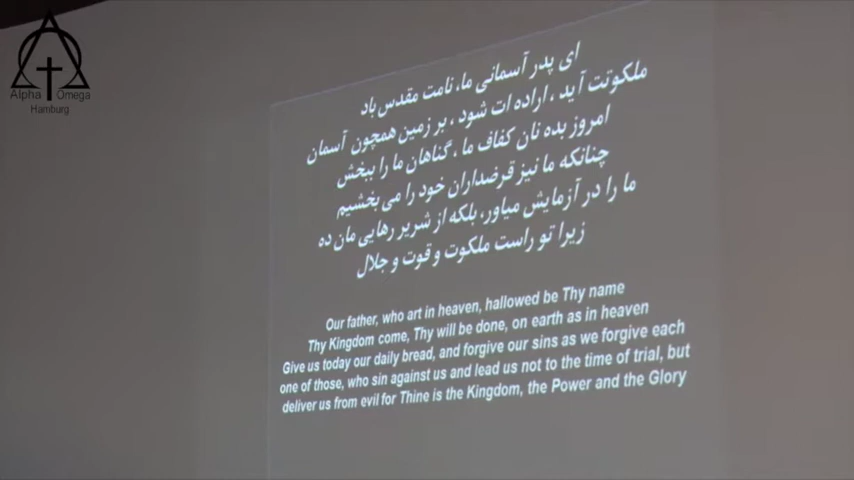 Alpha Omega
Hamburg
ای پدر آسمانی ما، نامت مقدس باد
ملکوتت آید ، اراده ات شود ، بر زمین همچون آسمان
امروز بده نان کفاف ما ، گناهان ما را ببخش
چنانکه ما نیز قرضداران خود را می بخشیم
ما را در آزمایش میاور، بلکه از شریر رهایی مان ده
زیرا تو راست ملکوت و قوت و جلال
Our father, who art in heaven, hallowed be Thy name
Thy Kingdom come, Thy will be done, on earth as in heaven
Give us today our daily bread, and forgive our sins as we forgive each
one of those, who sin against us and lead us not to the time of trial, but
deliver us from evil for Thine is the Kingdom, the Power and the Glory